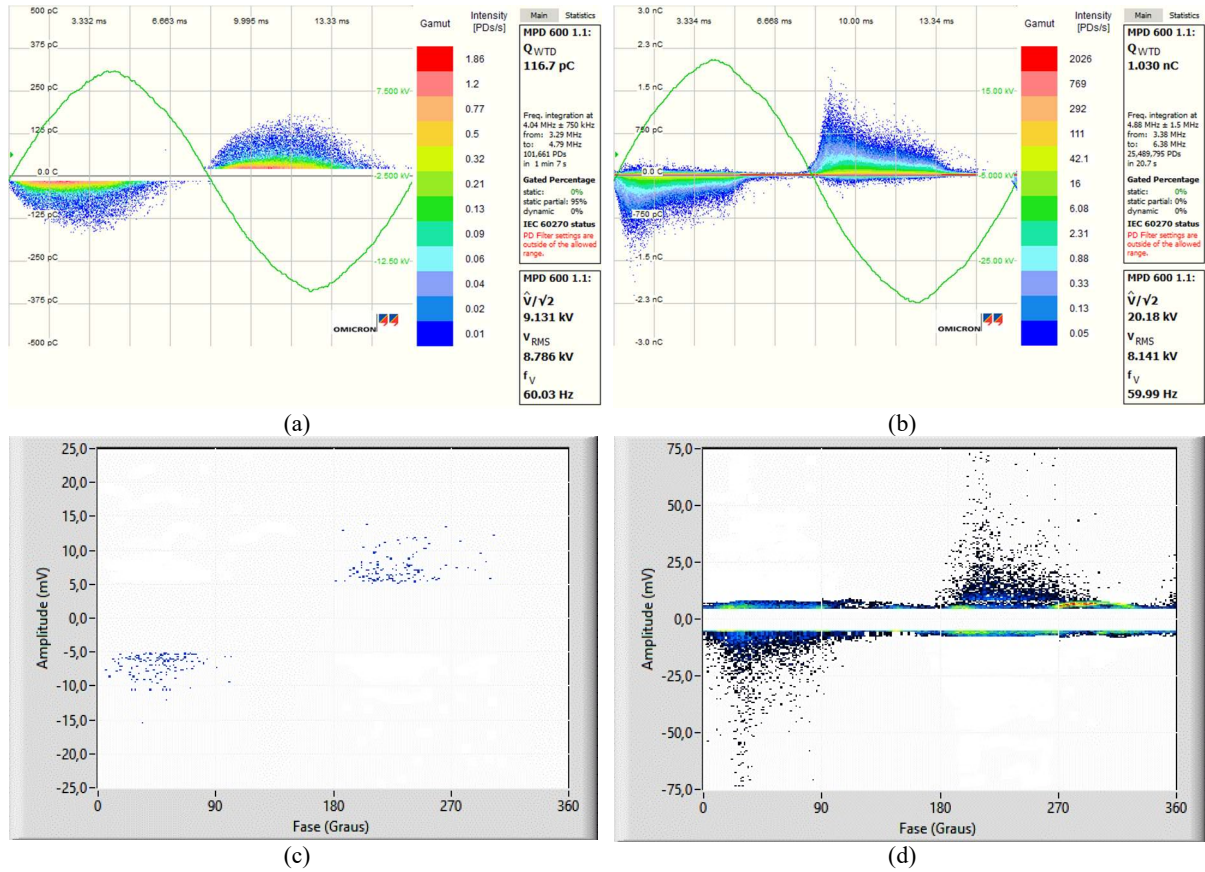 500 pC
3.332 ms 6.663 ms 9.995 ms 13.33 ms
375 pC
250 pC
7.500 kV
125 pC
0.0 C
-2.500 kV
-125 pC
-250 pC
-12.50 kV
-375 pC
OMICRON
-500 pC
Gamut
Intensity
[PDs/s]
1.86
1.2
0.77
0.5
0.32
0.21
0.13
0.09
0.06
0.04
0.02
0.01
Main Statistics
MPD 600 1.1:
Q WTD
116.7 pC
Freq. integration at
4.04 MHz ± 750 kHz
from: 3.29 MHz
to: 4.79 MHz
101,661 PDs
in 1 min 7 s
Gated Percentage
static: 0%
static partial: 95%
dynamic 0%
IEC 60270 status
PD Filter settings are
outside of the allowed
range.
MPD 600 1.1:
V̂/√2
9.131 kV
V RMS
8.786 kV
f V
60.03 Hz
(a)
3.0 nC
3.334 ms 6.668 ms 10.00 ms 13.34 ms
2.3 nC
1.5 nC
15.00 kV
750 pC
0.0 C
-5.000 kV
-750 pC
-1.5 nC
-25.00 kV
-2.3 nC
OMICRON
-3.0 nC
Gamut
Intensity
[PDs/s]
2026
769
292
111
42.1
16
6.08
2.31
0.88
0.33
0.13
0.05
Main Statistics
MPD 600 1.1:
Q WTD
1.030 nC
Freq. integration at
4.88 MHz ± 1.5 MHz
from: 3.38 MHz
to: 6.38 MHz
25,489,795 PDs
in 20.7 s
Gated Percentage
static: 0%
static partial: 0%
dynamic 0%
IEC 60270 status
PD Filter settings are
outside of the allowed
range.
MPD 600 1.1:
V̂/√2
20.18 kV
V RMS
8.141 kV
f V
59.99 Hz
(b)
25,0
20,0
15,0
10,0
5,0
0,0
-5,0
-10,0
-15,0
-20,0
-25,0
Amplitude (mV)
0 90 180 270 360
Fase (Graus)
(c)
75,0
50,0
25,0
0,0
-25,0
-50,0
-75,0
Amplitude (mV)
0 90 180 270 360
Fase (Graus)
(d)